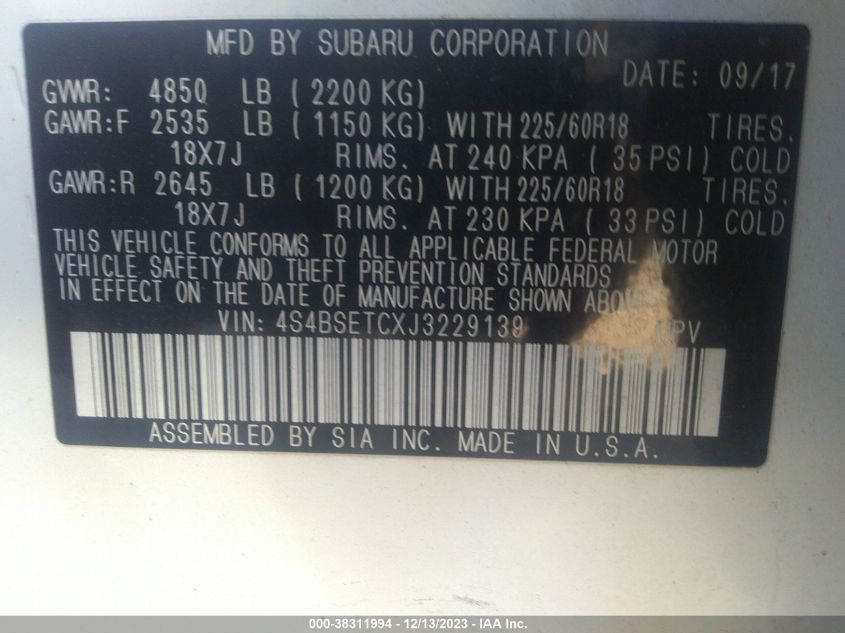 MFD BY SUBARU CORPORATION
DATE: 09/17
GVWR: 4850 LB ( 2200 KG)
GAWR:F 2535 LB ( 1150 KG) WITH 225/60R18 TIRES.
18X7J RIMS. AT 240 KPA ( 35 PSI) COLD
GAWR:R 2645 LB ( 1200 KG) WITH 225/60R18 TIRES.
18X7J RIMS. AT 230 KPA ( 33 PSI) COLD
THIS VEHICLE CONFORMS TO ALL APPLICABLE FEDERAL MOTOR
VEHICLE SAFETY AND THEFT PREVENTION STANDARDS
IN EFFECT ON THE DATE OF MANUFACTURE SHOWN ABOVE.
VIN: 4S4BSETCXJ3229139
MPV
ASSEMBLED BY SIA INC. MADE IN U.S.A.
000-38311994 - 12/13/2023 - IAA Inc.